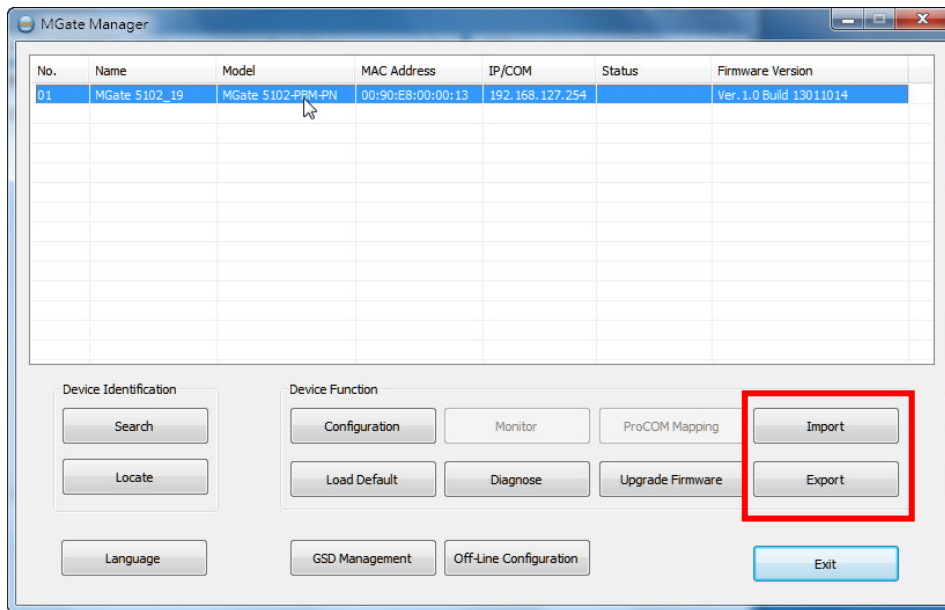 MGate Manager
No. Name Model MAC Address IP/COM Status Firmware Version
01 MGate 5102_19 MGate 5102-PBM-PN 00:90:E8:00:00:13 192.168.127.254 Ver.1.0 Build 13011014
Device Identification Device Function
Search Configuration Monitor ProCOM Mapping Import
Locate Load Default Diagnose Upgrade Firmware Export
Language GSD Management Off-Line Configuration Exit